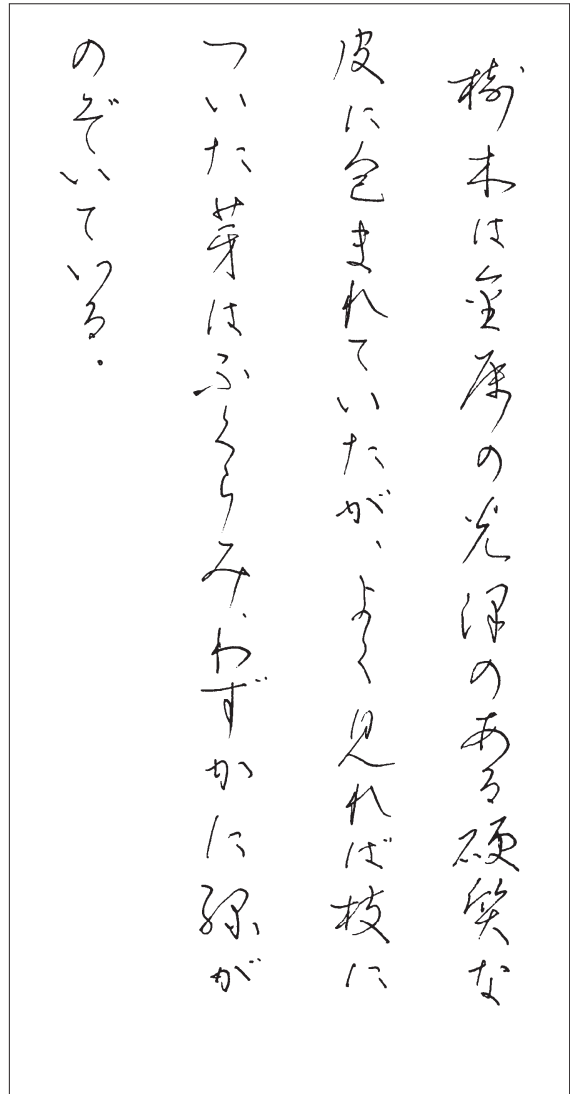 樹木は金属の光沢のある硬質な
皮に包まれていたが、よく見れば枝に
ついた芽はふくらみ、わずかに緑が
のぞいている。